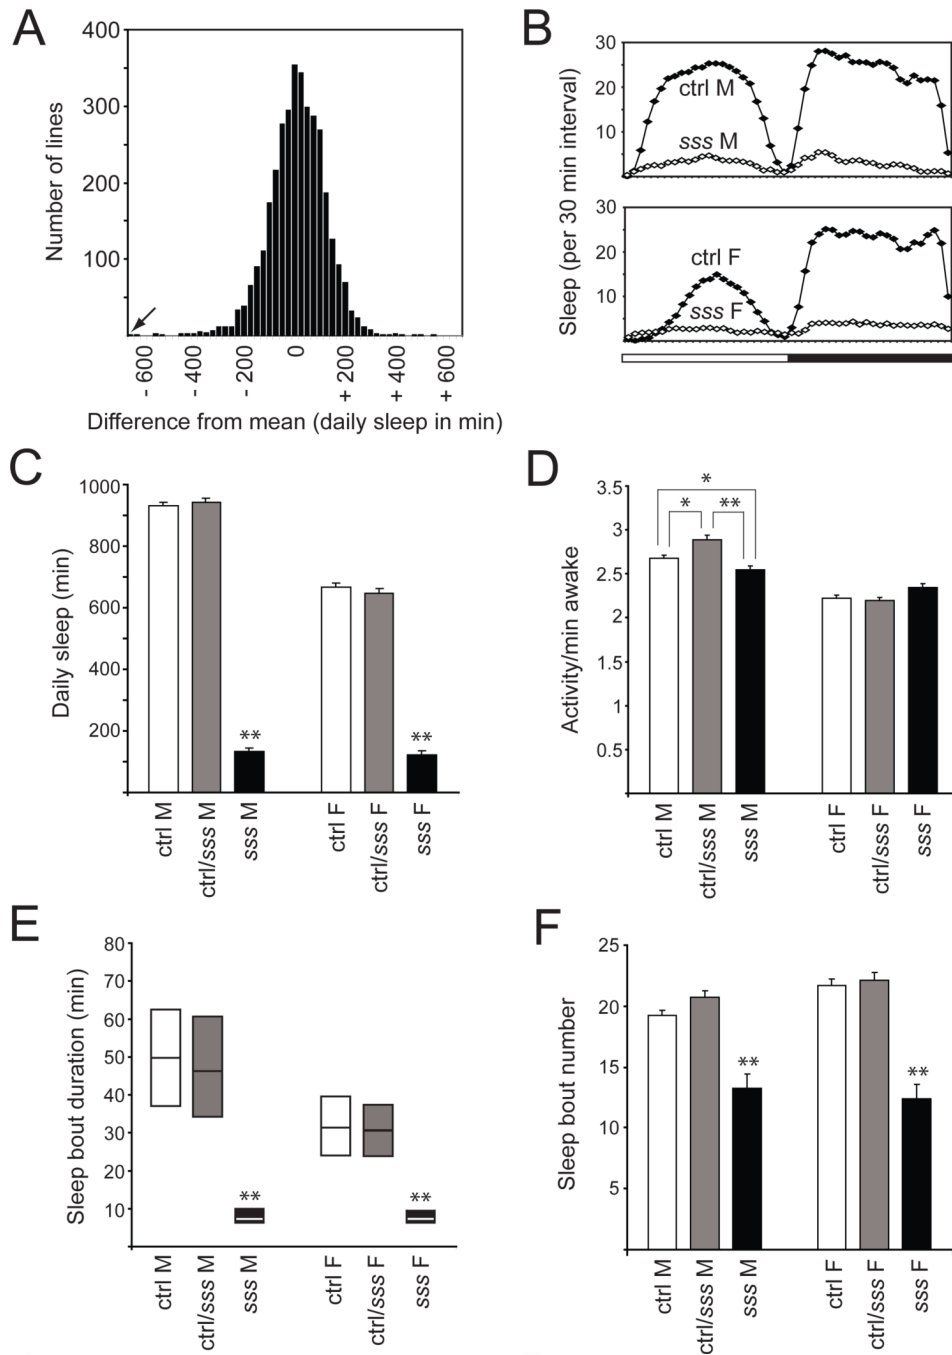 A
400
300
200
100
Number of lines
- 600
- 400
- 200
0
+ 200
+ 400
+ 600
Difference from mean (daily sleep in min)
B
30
20
10
ctrl M
sss M
30
20
10
ctrl F
sss F
Sleep (per 30 min interval)
C
1000
800
600
400
200
Daily sleep (min)
**
**
ctrl M
ctrl/sss M
sss M
ctrl F
ctrl/sss F
sss F
D
3.5
3
2.5
2
1.5
1
0.5
Activity/min awake
*
*
**
ctrl M
ctrl/sss M
sss M
ctrl F
ctrl/sss F
sss F
E
80
70
60
50
40
30
20
10
Sleep bout duration (min)
**
**
ctrl M
ctrl/sss M
sss M
ctrl F
ctrl/sss F
sss F
F
25
20
15
10
5
Sleep bout number
**
**
ctrl M
ctrl/sss M
sss M
ctrl F
ctrl/sss F
sss F